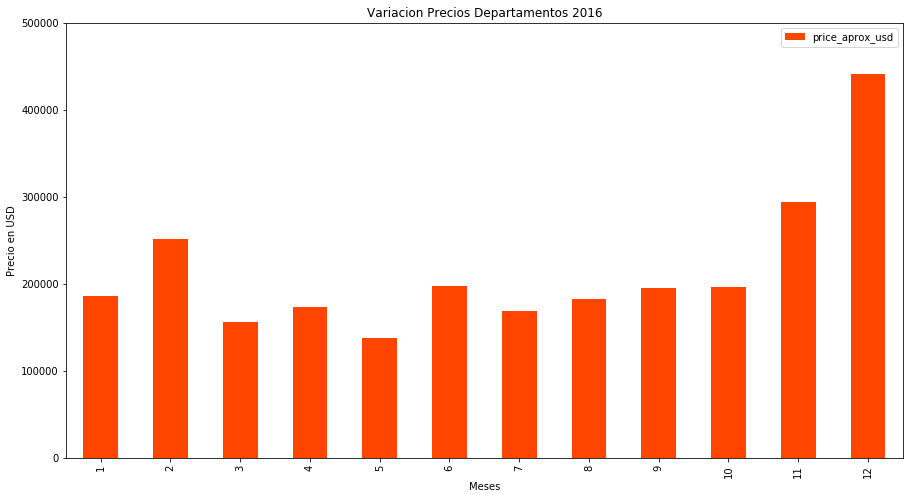 Variacion Precios Departamentos 2016
price_aprox_usd
Precio en USD
500000
400000
300000
200000
100000
0
1 2 3 4 5 6 7 8 9 10 11 12
Meses